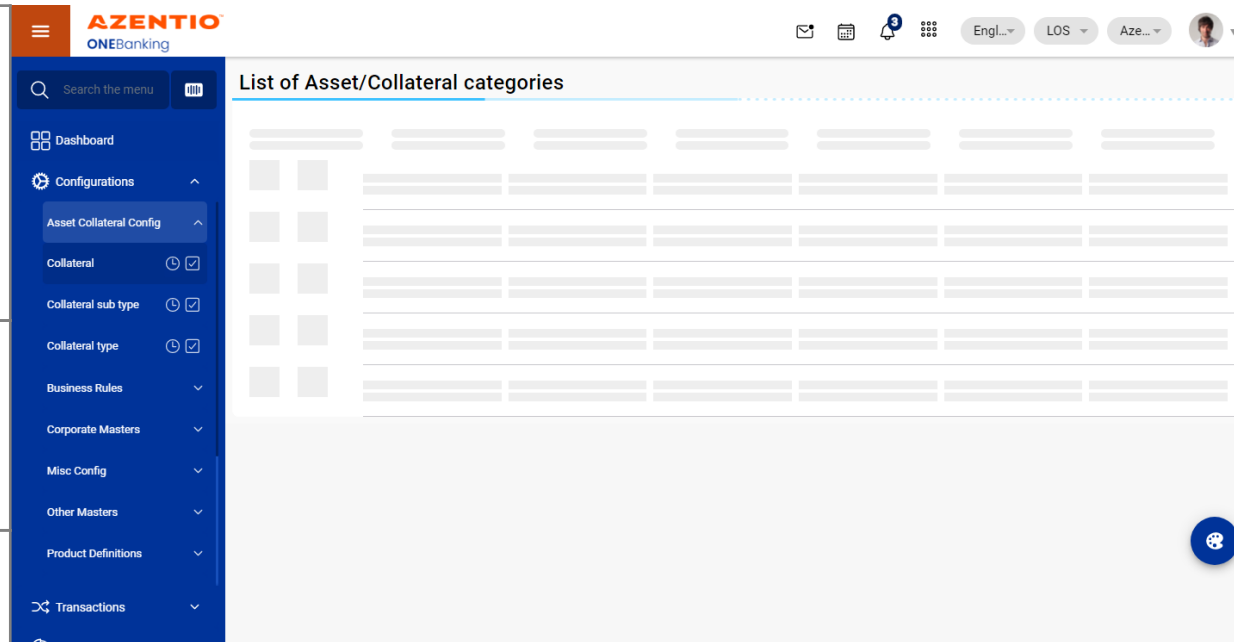 AZENTIO
ONEBanking
3
Engl...
LOS
Aze...
Search the menu
List of Asset/Collateral categories
Dashboard
Configurations
Asset Collateral Config
Collateral
Collateral sub type
Collateral type
Business Rules
Corporate Masters
Misc Config
Other Masters
Product Definitions
Transactions